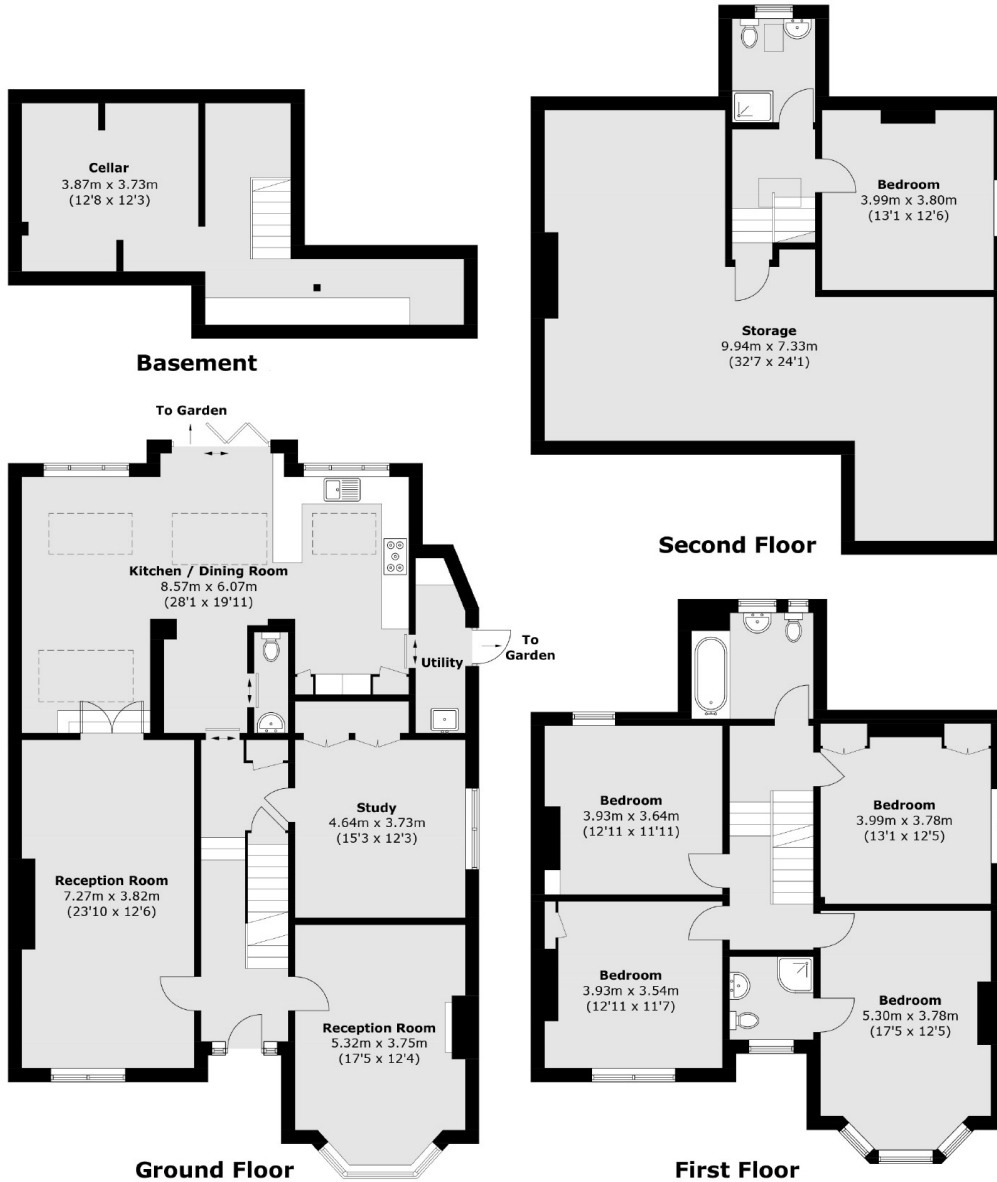 Cellar
3.87m x 3.73m
(12'8 x 12'3)
Basement
Bedroom
3.99m x 3.80m
(13'1 x 12'6)
Storage
9.94m x 7.33m
(32'7 x 24'1)
Second Floor
To Garden
Kitchen / Dining Room
8.57m x 6.07m
(28'1 x 19'11)
Utility
To
Garden
Study
4.64m x 3.73m
(15'3 x 12'3)
Reception Room
7.27m x 3.82m
(23'10 x 12'6)
Reception Room
5.32m x 3.75m
(17'5 x 12'4)
Ground Floor
Bedroom
3.93m x 3.64m
(12'11 x 11'11)
Bedroom
3.99m x 3.78m
(13'1 x 12'5)
Bedroom
3.93m x 3.54m
(12'11 x 11'7)
Bedroom
5.30m x 3.78m
(17'5 x 12'5)
First Floor